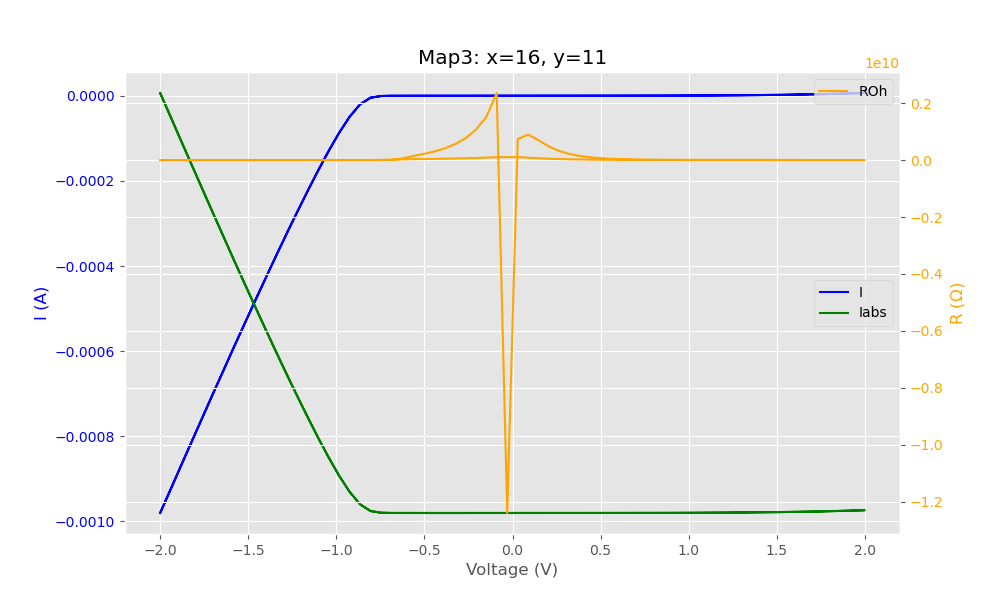 Map3: x=16, y=11
1e10
ROh
I
Iabs
I (A)
0.0000
−0.0002
−0.0004
−0.0006
−0.0008
−0.0010
R (Ω)
0.2
0.0
−0.2
−0.4
−0.6
−0.8
−1.0
−1.2
−2.0 −1.5 −1.0 −0.5 0.0 0.5 1.0 1.5 2.0
Voltage (V)